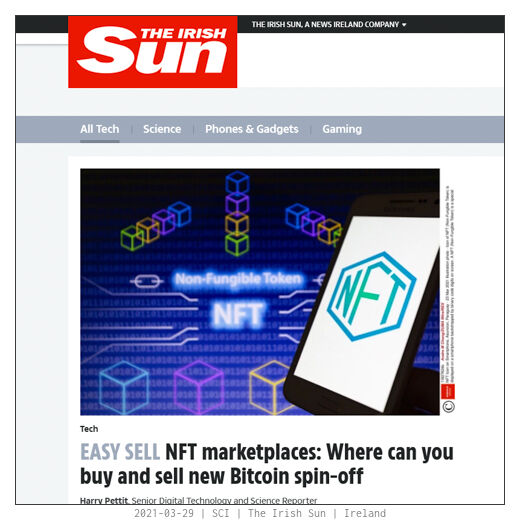 THE IRISH
Sun
THE IRISH SUN, A NEWS IRELAND COMPANY
All Tech | Science | Phones & Gadgets | Gaming
Non-Fungible Token
NFT
NFT
Tech
EASY SELL NFT marketplaces: Where can you
buy and sell new Bitcoin spin-off
Harry Pettit, Senior Digital Technology and Science Reporter
2021-03-29 | SCI | The Irish Sun | Ireland